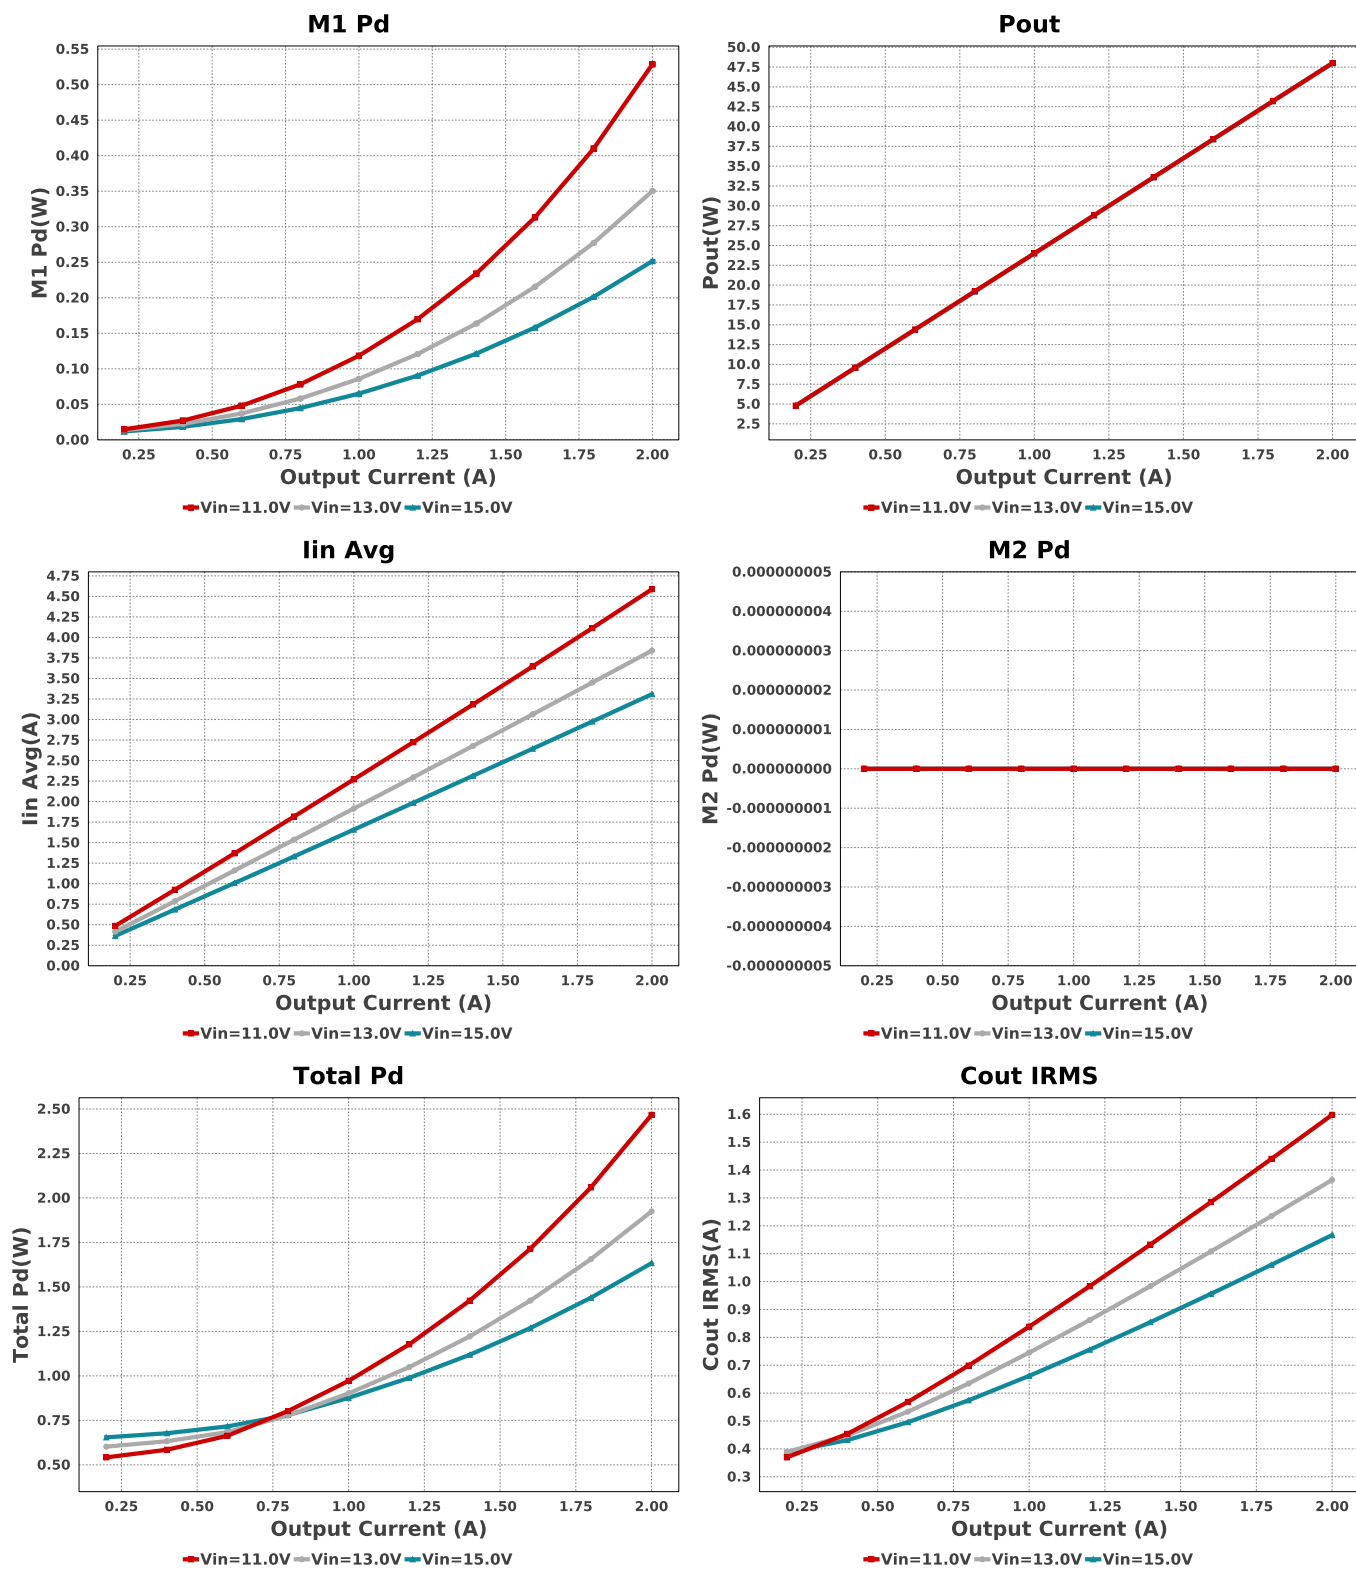 M1 Pd
0.55
0.50
0.45
0.40
0.35
0.30
0.25
0.20
0.15
0.10
0.05
0.00
M1 Pd(W)
0.25 0.50 0.75 1.00 1.25 1.50 1.75 2.00
Output Current (A)
Vin=11.0V Vin=13.0V Vin=15.0V
Pout
50.0
47.5
45.0
42.5
40.0
37.5
35.0
32.5
30.0
27.5
25.0
22.5
20.0
17.5
15.0
12.5
10.0
7.5
5.0
2.5
Pout(W)
0.25 0.50 0.75 1.00 1.25 1.50 1.75 2.00
Output Current (A)
Vin=11.0V Vin=13.0V Vin=15.0V
Iin Avg
4.75
4.50
4.25
4.00
3.75
3.50
3.25
3.00
2.75
2.50
2.25
2.00
1.75
1.50
1.25
1.00
0.75
0.50
0.25
0.00
Iin Avg(A)
0.25 0.50 0.75 1.00 1.25 1.50 1.75 2.00
Output Current (A)
Vin=11.0V Vin=13.0V Vin=15.0V
M2 Pd
0.000000005
0.000000004
0.000000003
0.000000002
0.000000001
0.000000000
-0.000000001
-0.000000002
-0.000000003
-0.000000004
-0.000000005
M2 Pd(W)
0.25 0.50 0.75 1.00 1.25 1.50 1.75 2.00
Output Current (A)
Vin=11.0V Vin=13.0V Vin=15.0V
Total Pd
2.50
2.25
2.00
1.75
1.50
1.25
1.00
0.75
0.50
Total Pd(W)
0.25 0.50 0.75 1.00 1.25 1.50 1.75 2.00
Output Current (A)
Vin=11.0V Vin=13.0V Vin=15.0V
Cout IRMS
1.6
1.5
1.4
1.3
1.2
1.1
1.0
0.9
0.8
0.7
0.6
0.5
0.4
0.3
Cout IRMS(A)
0.25 0.50 0.75 1.00 1.25 1.50 1.75 2.00
Output Current (A)
Vin=11.0V Vin=13.0V Vin=15.0V